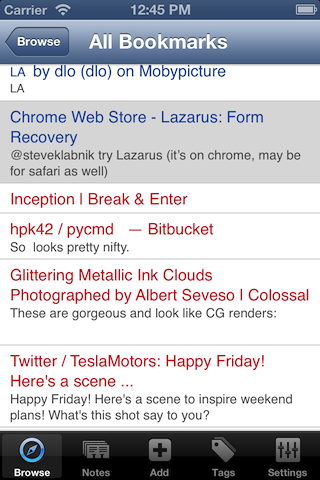 Carrier 12:45 PM
Browse All Bookmarks
LA by dlo (dlo) on Mobypicture
LA
Chrome Web Store - Lazarus: Form
Recovery
@steveklabnik try Lazarus (it's on chrome, may be
for safari as well)
Inception | Break & Enter
hpk42 / pycmd — Bitbucket
So looks pretty nifty.
Glittering Metallic Ink Clouds
Photographed by Albert Seveso | Colossal
These are gorgeous and look like CG renders:
Twitter / TeslaMotors: Happy Friday!
Here's a scene ...
Happy Friday! Here's a scene to inspire weekend
plans! What's this shot say to you?
Browse Notes Add Tags Settings